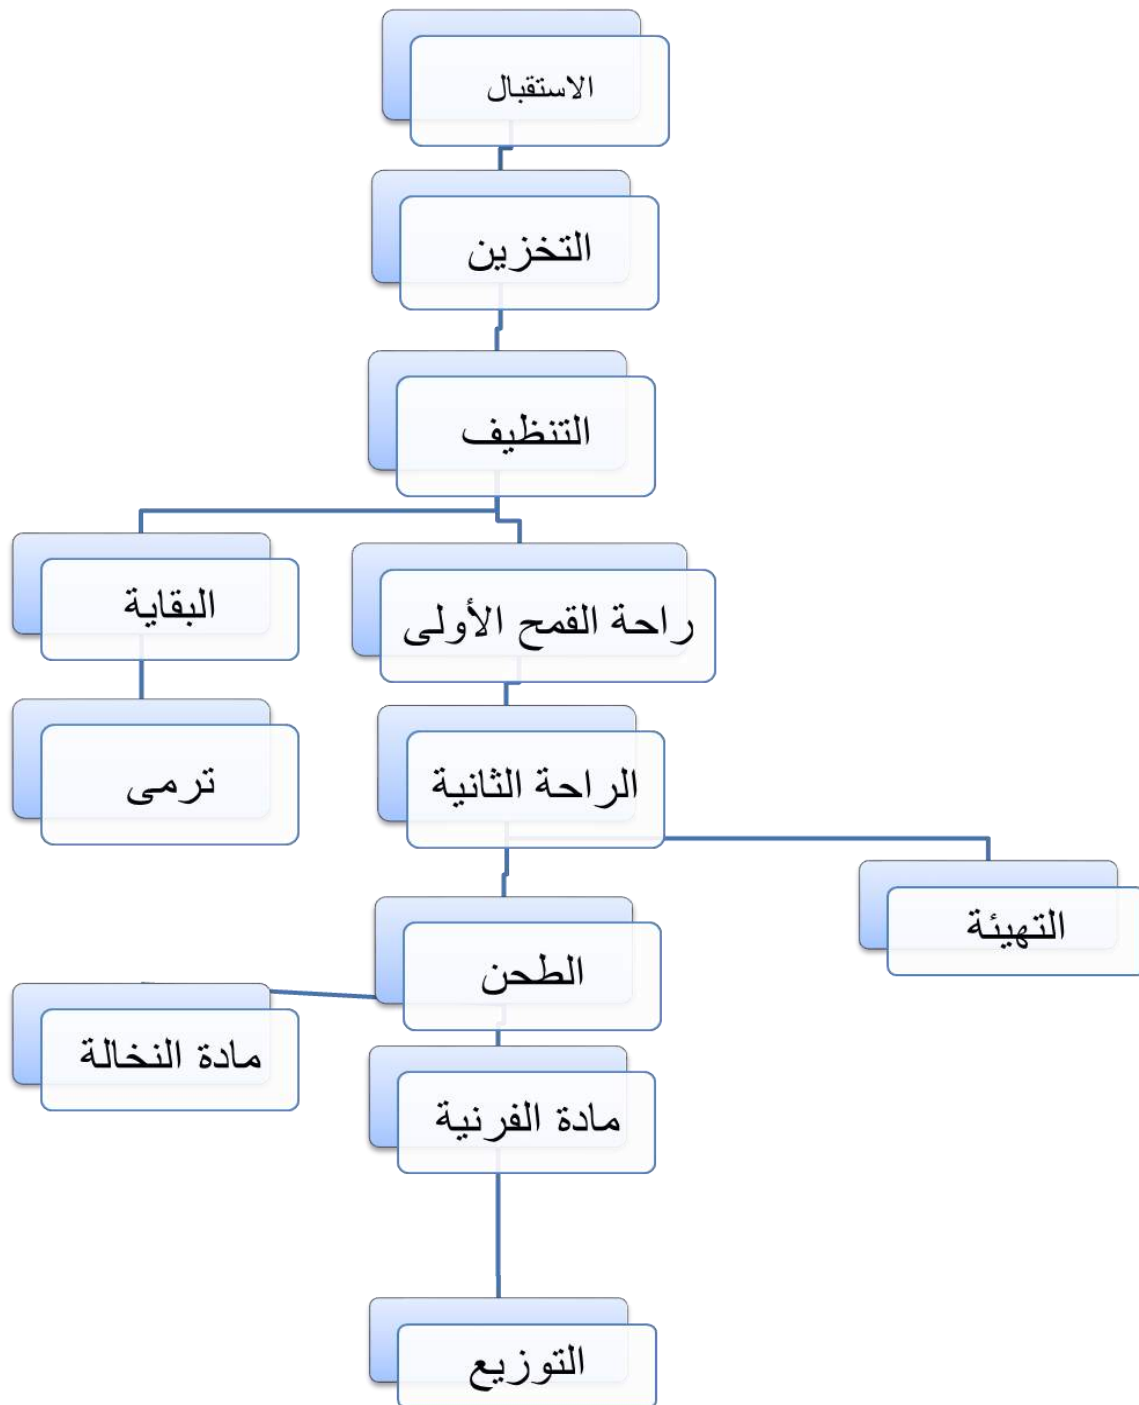 الاستقبال
التخزين
التنظيف
راحة القمح الأولى
البقاية
الراحة الثانية
ترمى
التهيئة
الطحن
مادة النخالة
مادة الفرنية
التوزيع